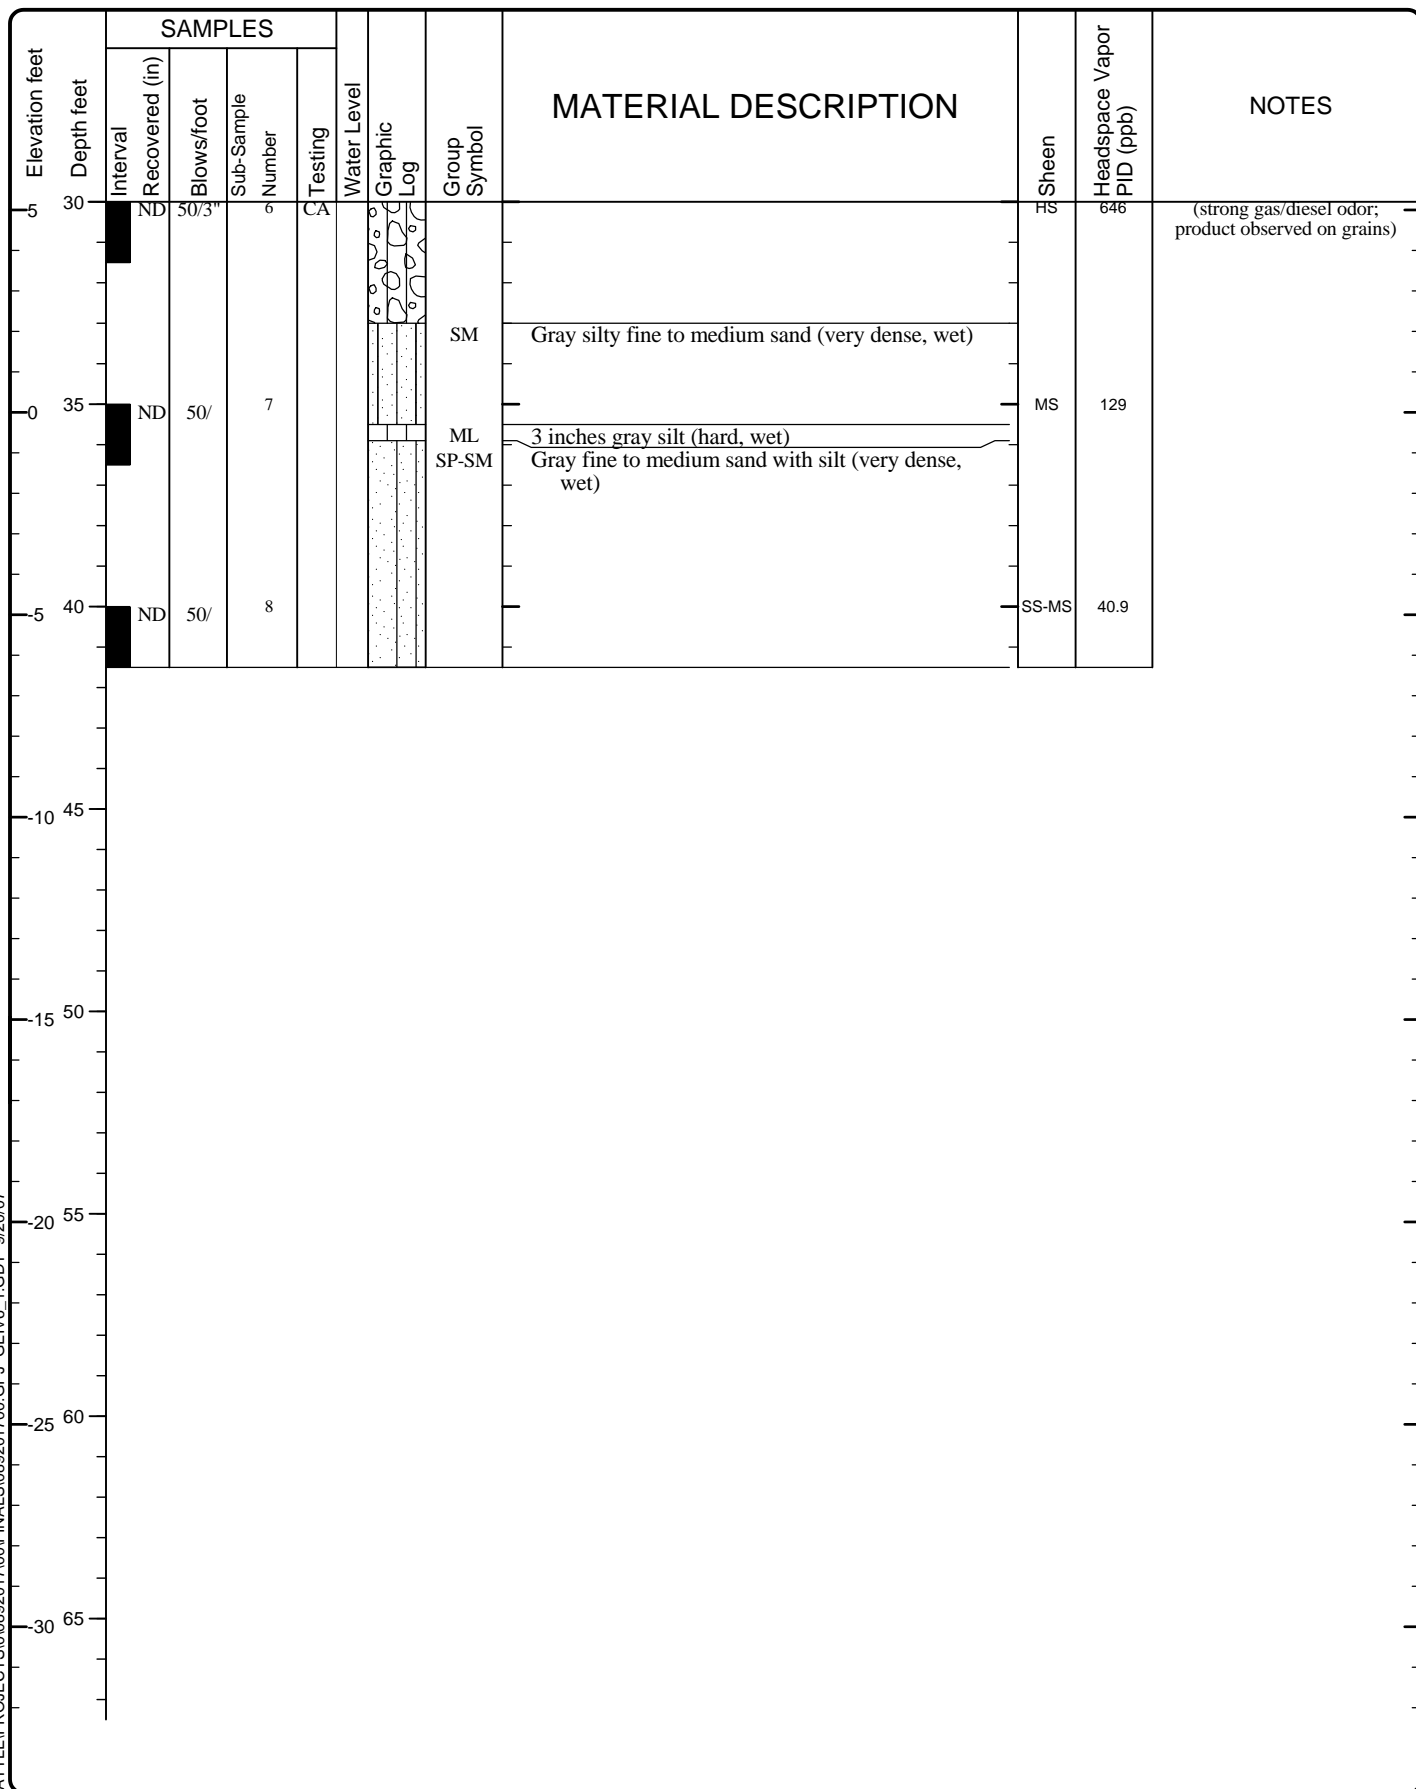 SAMPLES
Elevation feet
Depth feet
Interval
Recovered (in)
Blows/foot
Sub-Sample
Number
Testing
Water Level
Graphic
Log
Group
Symbol
MATERIAL DESCRIPTION
Sheen
Headspace Vapor
PID (ppb)
NOTES
5 30 ND 50/3" 6 CA HS 646 (strong gas/diesel odor;
product observed on grains)
SM Gray silty fine to medium sand (very dense, wet)
0 35 ND 50/ 7 MS 129
ML 3 inches gray silt (hard, wet)
SP-SM Gray fine to medium sand with silt (very dense,
wet)
-5 40 ND 50/ 8 SS-MS 40.9
-10 45
-15 50
-20 55
-25 60
-30 65